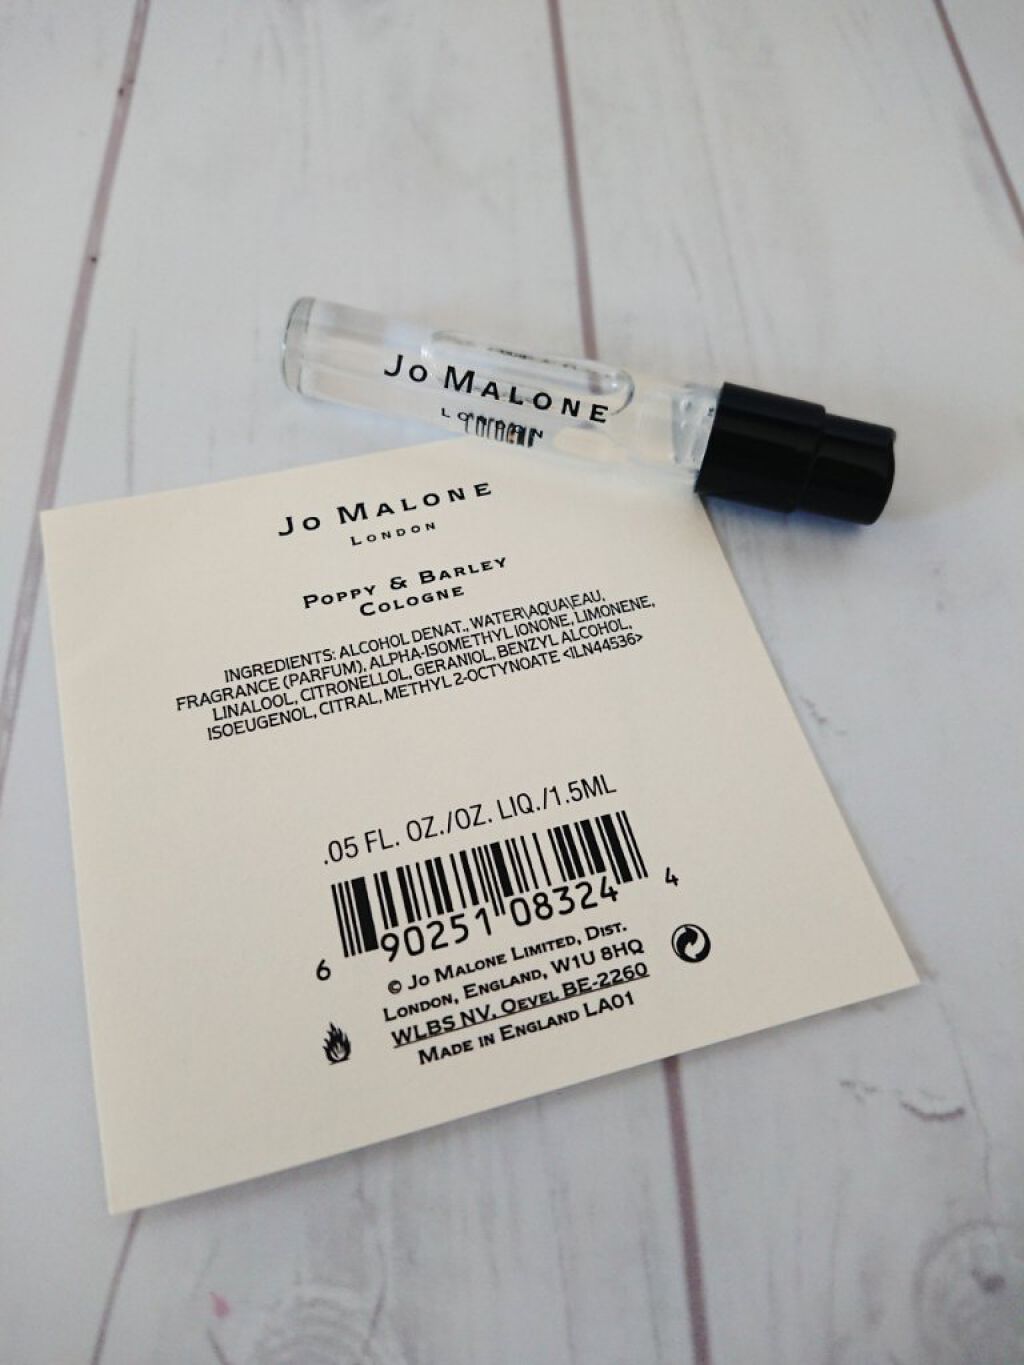 Jo Malone
London
Jo Malone
London
Poppy & Barley
Cologne
INGREDIENTS: ALCOHOL DENAT., WATER\AQUA\EAU,
FRAGRANCE (PARFUM), ALPHA-ISOMETHYL IONONE, LIMONENE,
LINALOOL, CITRONELLOL, GERANIOL, BENZYL ALCOHOL,
ISOEUGENOL, CITRAL, METHYL 2-OCTYNOATE <ILN44536>
.05 FL. OZ./OZ. LIQ./1.5ML
6 90251 08324 4
© Jo Malone Limited, Dist.
London, England, W1U 8HQ
WLBS NV, Oevel BE-2260
Made in England LA01